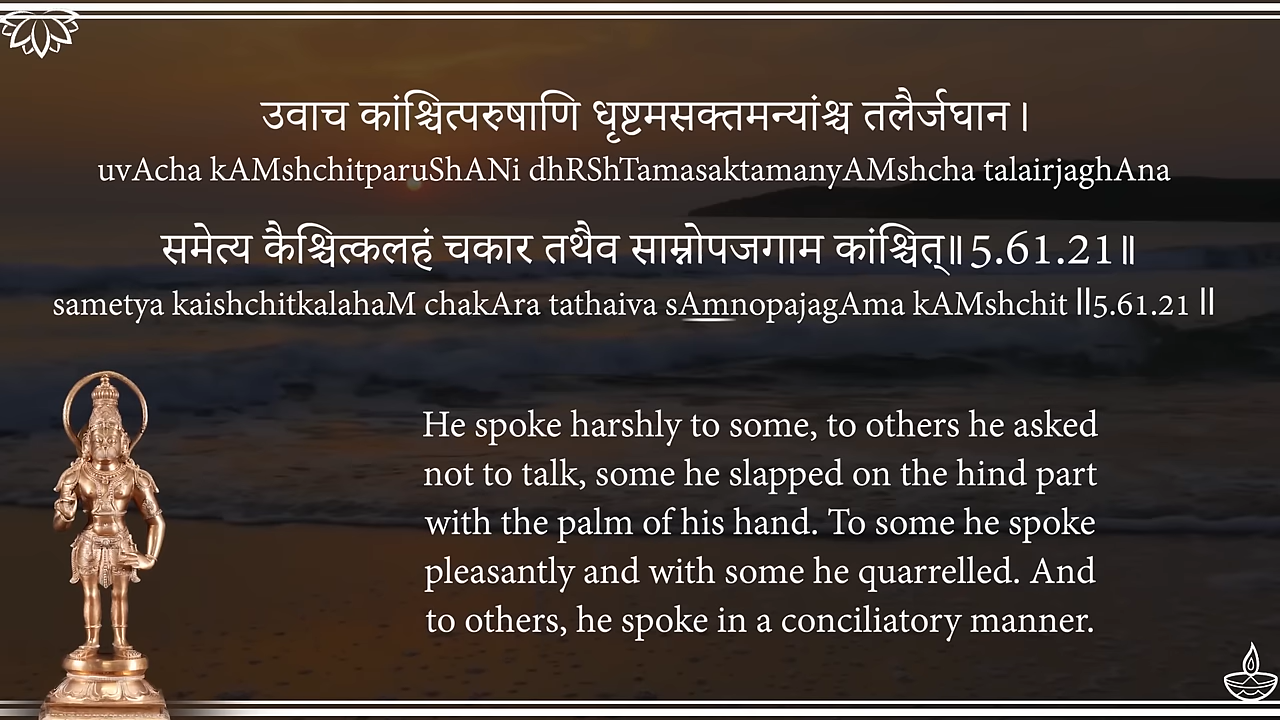 उवाच कांश्चित्परुषाणि धृष्टमसक्तमन्यांश्च तलैर्जघान।
uvAcha kAMshchitparuShANi dhRShTamasaktamanyAMshcha talairjaghAna
समेत्य कैश्चित्कलहं चकार तथैव साम्नोपजगाम कांश्चित्॥5.61.21॥
sametya kaishchitkalahaM chakAra tathaiva sAmnopajagAma kAMshchit ||5.61.21 ||
He spoke harshly to some, to others he asked
not to talk, some he slapped on the hind part
with the palm of his hand. To some he spoke
pleasantly and with some he quarrelled. And
to others, he spoke in a conciliatory manner.